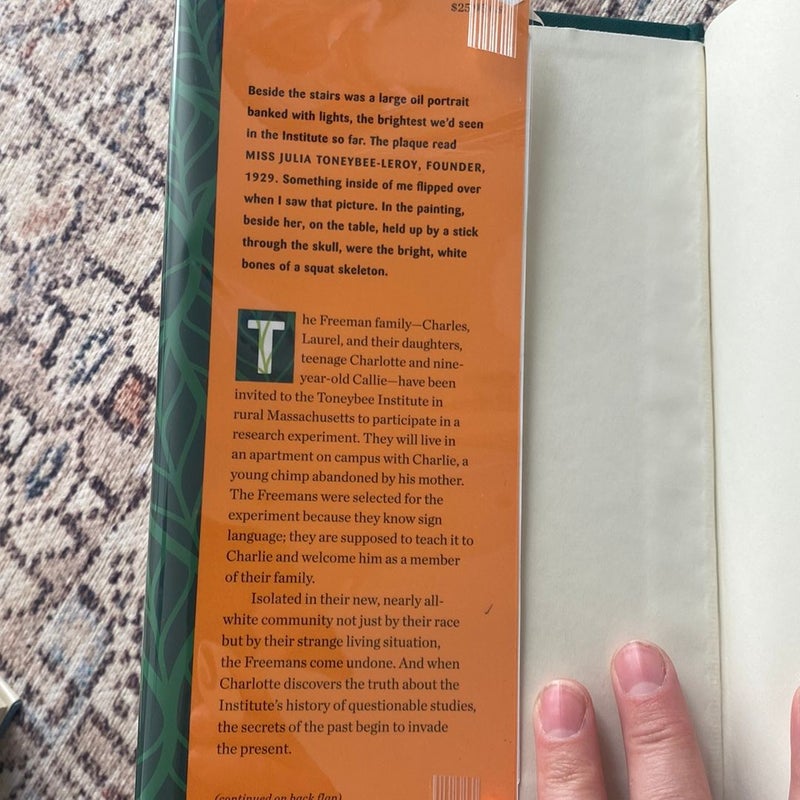 $25
Beside the stairs was a large oil portrait
banked with lights, the brightest we'd seen
in the Institute so far. The plaque read
MISS JULIA TONEYBEE-LEROY, FOUNDER,
1929. Something inside of me flipped over
when I saw that picture. In the painting,
beside her, on the table, held up by a stick
through the skull, were the bright, white
bones of a squat skeleton.
The Freeman family—Charles,
Laurel, and their daughters,
teenage Charlotte and nine-
year-old Callie—have been
invited to the Toneybee Institute in
rural Massachusetts to participate in a
research experiment. They will live in
an apartment on campus with Charlie, a
young chimp abandoned by his mother.
The Freemans were selected for the
experiment because they know sign
language; they are supposed to teach it to
Charlie and welcome him as a member
of their family.
Isolated in their new, nearly all-
white community not just by their race
but by their strange living situation,
the Freemans come undone. And when
Charlotte discovers the truth about the
Institute's history of questionable studies,
the secrets of the past begin to invade
the present.
(continued on back flap)